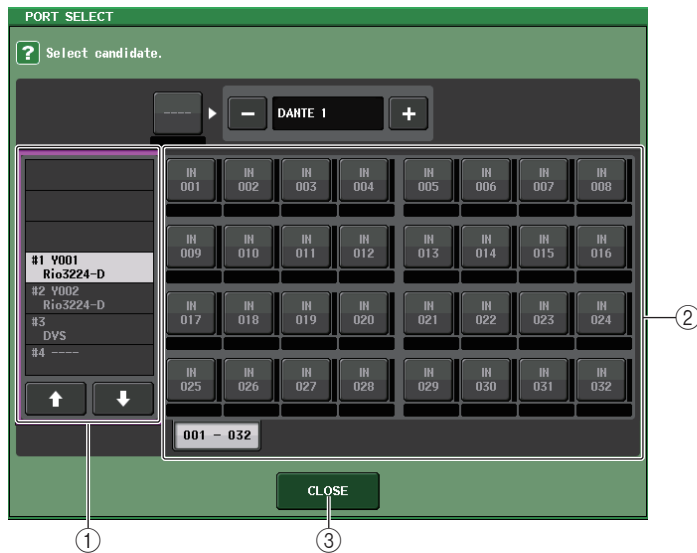 PORT SELECT
? Select candidate.
---- − DANTE 1 +
IN 001 IN 002 IN 003 IN 004 IN 005 IN 006 IN 007 IN 008
IN 009 IN 010 IN 011 IN 012 IN 013 IN 014 IN 015 IN 016
#1 Y001
Rio3224-D
#2 Y002
Rio3224-D
#3
DVS
#4 ----
IN 017 IN 018 IN 019 IN 020 IN 021 IN 022 IN 023 IN 024
IN 025 IN 026 IN 027 IN 028 IN 029 IN 030 IN 031 IN 032
001 - 032
CLOSE
①
②
③